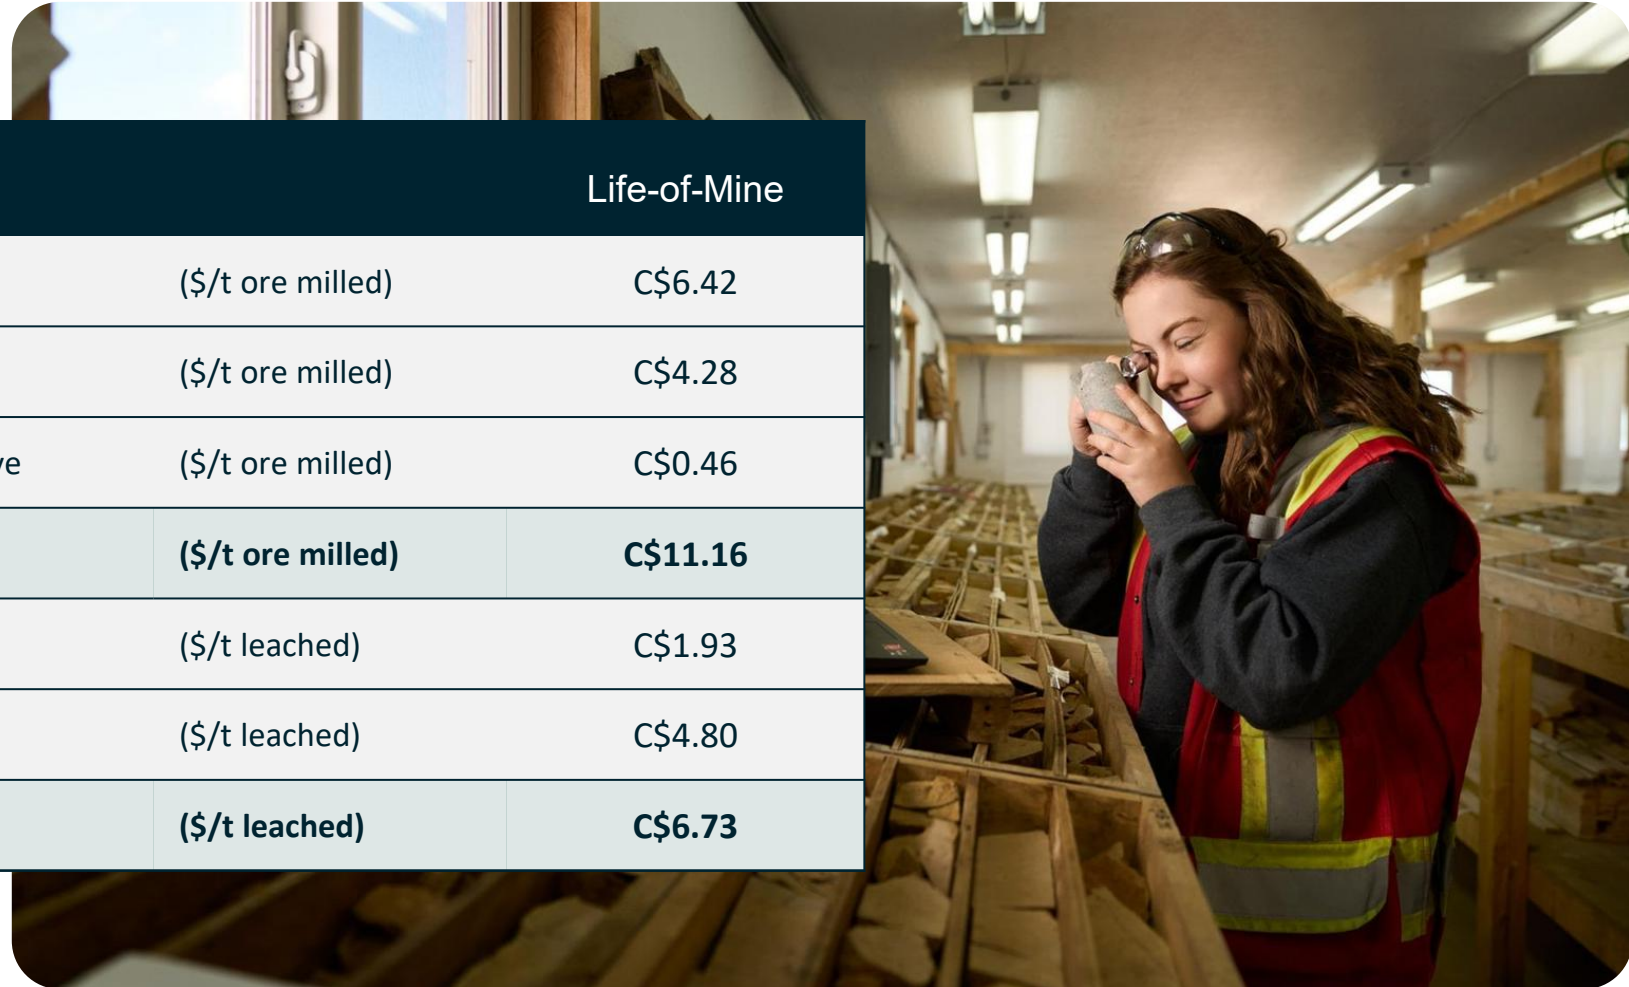 Life-of-Mine
($/t ore milled) C$6.42
($/t ore milled) C$4.28
ve ($/t ore milled) C$0.46
($/t ore milled) C$11.16
($/t leached) C$1.93
($/t leached) C$4.80
($/t leached) C$6.73